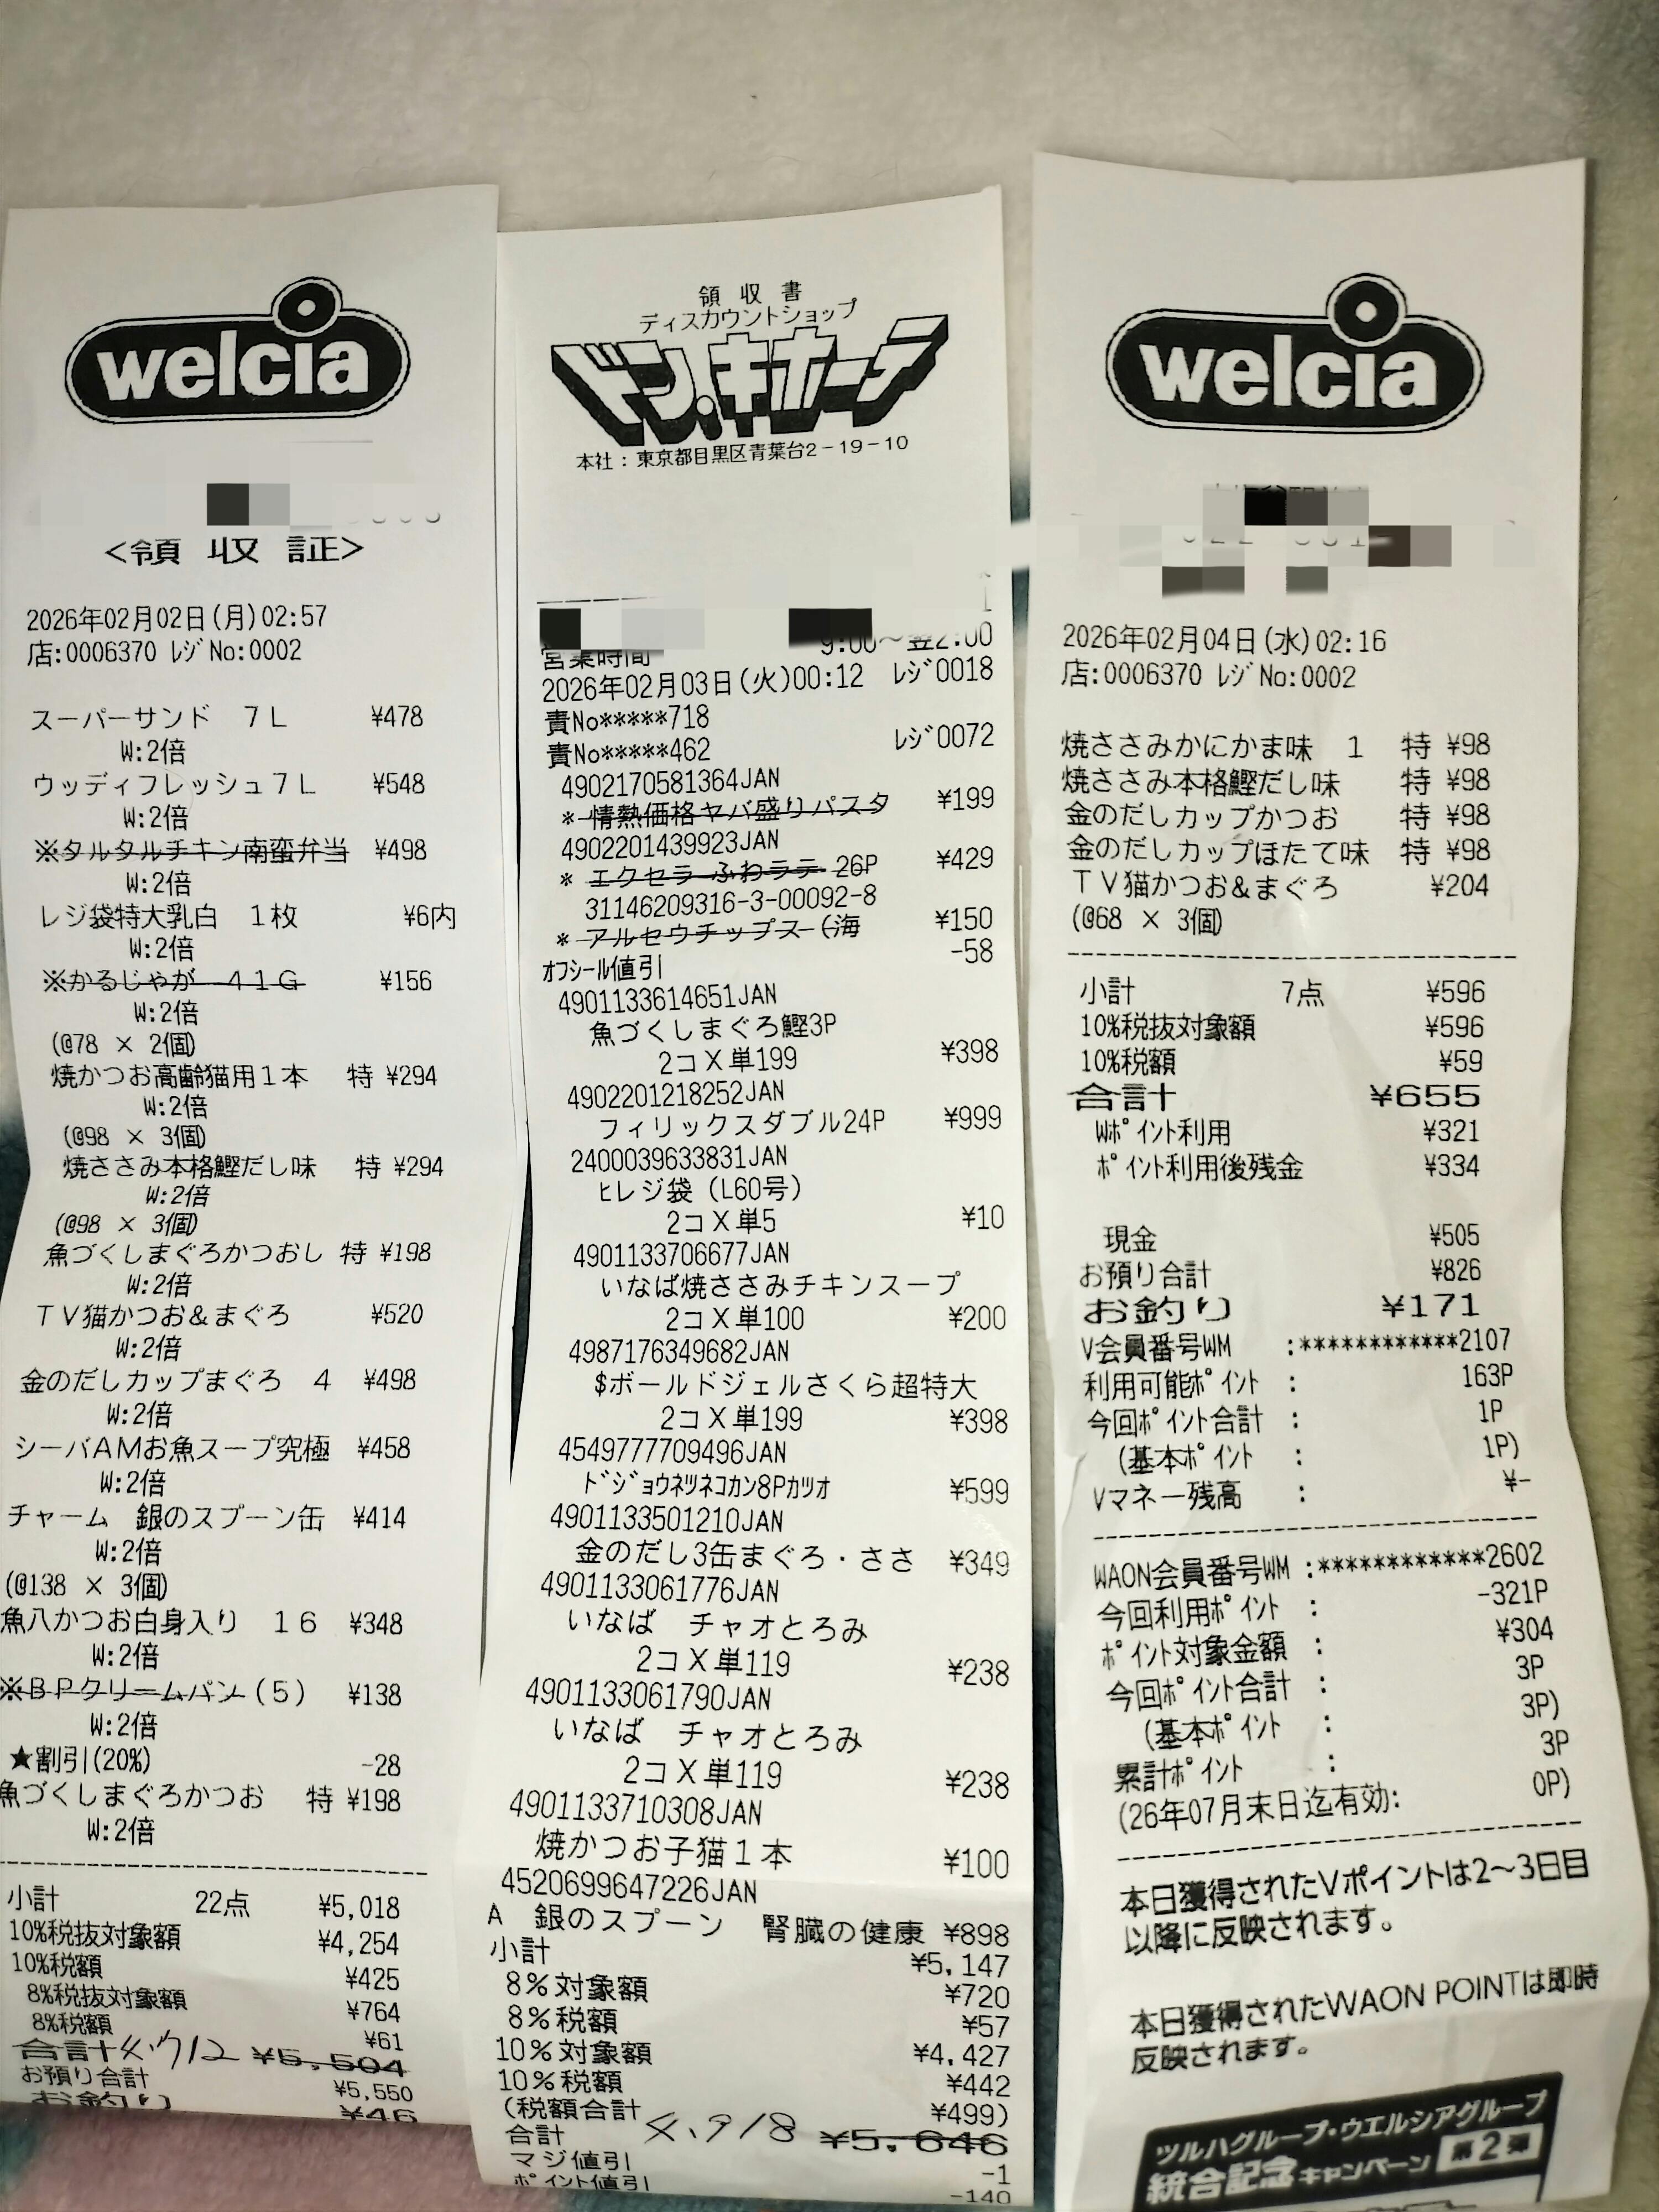 welcia
<領 収 証>
2026年02月02日(月)02:57
店:0006370 レジNo:0002
スーパーサンド 7L ¥478
W:2倍
ウッディフレッシュ7L ¥548
W:2倍
※タルタルチキン南蛮弁当 ¥498
W:2倍
レジ袋特大乳白 1枚 ¥6内
W:2倍
※かるじゃが 41G ¥156
W:2倍
(@78 × 2個)
焼かつお高齢猫用1本 特 ¥294
W:2倍
(@98 × 3個)
焼ささみ本格鰹だし味 特 ¥294
W:2倍
(@98 × 3個)
魚づくしまぐろかつおし 特 ¥198
W:2倍
TV猫かつお&まぐろ ¥520
W:2倍
金のだしカップまぐろ 4 ¥498
W:2倍
シーバAMお魚スープ究極 ¥458
W:2倍
チャーム 銀のスプーン缶 ¥414
W:2倍
(@138 × 3個)
魚八かつお白身入り 16 ¥348
W:2倍
※BPクリームパン(5) ¥138
W:2倍
★割引(20%) -28
魚づくしまぐろかつお 特 ¥198
W:2倍
小計 22点 ¥5,018
10%税抜対象額 ¥4,254
10%税額 ¥425
8%税抜対象額 ¥764
8%税額 ¥61
合計 4.712 ¥5,504
お預り合計 ¥5,550
お釣り ¥46
領 収 書
ディスカウントショップ
ドン.キホーテ
本社:東京都目黒区青葉台2-19-10
営業時間 9:00~翌2:00
2026年02月03日(火)00:12 レジ0018
責No*****718
責No*****462 レジ0072
4902170581364JAN
* 情熱価格ヤバ盛りパスタ ¥199
4902201439923JAN
* エクセラ ふわラテ 26P ¥429
31146209316-3-00092-8
* アルセウチップス(海 ¥150
オフシール値引 -58
4901133614651JAN
魚づくしまぐろ鰹3P
2コX単199 ¥398
4902201218252JAN
フィリックスダブル24P ¥999
2400039633831JAN
ヒレジ袋(L60号)
2コX単5 ¥10
4901133706677JAN
いなば焼ささみチキンスープ
2コX単100 ¥200
4987176349682JAN
$ボールドジェルさくら超特大
2コX単199 ¥398
4549777709496JAN
ドジョウネツネコカン8Pカツオ ¥599
4901133501210JAN
金のだし3缶まぐろ・ささ ¥349
4901133061776JAN
いなば チャオとろみ
2コX単119 ¥238
4901133061790JAN
いなば チャオとろみ
2コX単119 ¥238
4901133710308JAN
焼かつお子猫1本 ¥100
4520699647226JAN
A 銀のスプーン 腎臓の健康 ¥898
小計 ¥5,147
8%対象額 ¥720
8%税額 ¥57
10%対象額 ¥4,427
10%税額 ¥442
(税額合計 ¥499)
合計 4.918 ¥5,646
マジ値引 -1
ポイント値引 -140
welcia
2026年02月04日(水)02:16
店:0006370 レジNo:0002
焼ささみかにかま味 1 特 ¥98
焼ささみ本格鰹だし味 特 ¥98
金のだしカップかつお 特 ¥98
金のだしカップほたて味 特 ¥98
TV猫かつお&まぐろ ¥204
(@68 × 3個)
小計 7点 ¥596
10%税抜対象額 ¥596
10%税額 ¥59
合計 ¥655
Wポイント利用 ¥321
ポイント利用後残金 ¥334
現金 ¥505
お預り合計 ¥826
お釣り ¥171
V会員番号WM :************2107
利用可能ポイント : 163P
今回ポイント合計 : 1P
(基本ポイント : 1P)
Vマネー残高 : ¥-
WAON会員番号WM :************2602
今回利用ポイント : -321P
ポイント対象金額 : ¥304
今回ポイント合計 : 3P
(基本ポイント : 3P)
累計ポイント : 3P
(26年07月末日迄有効: 0P)
本日獲得されたVポイントは2~3日目
以降に反映されます。
本日獲得されたWAON POINTは即時
反映されます。
ツルハグループ・ウエルシアグループ
統合記念キャンペーン 第2弾